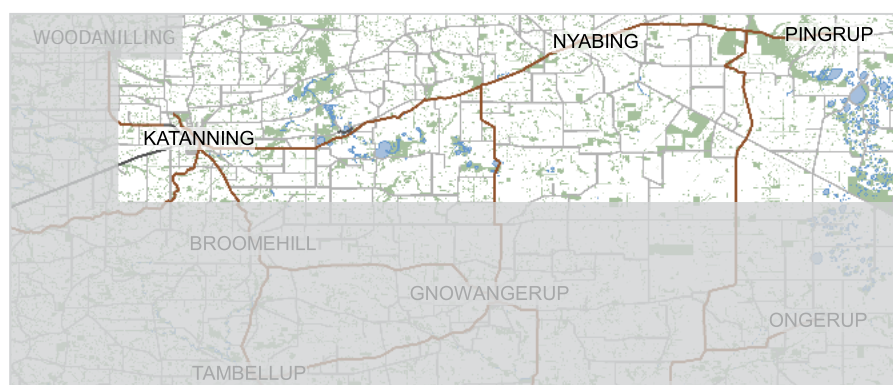 WOODANILLING
PINGRUP
NYABING
KATANNING
BROOMEHILL
GNOWANGERUP
ONGERUP
TAMBELLUP